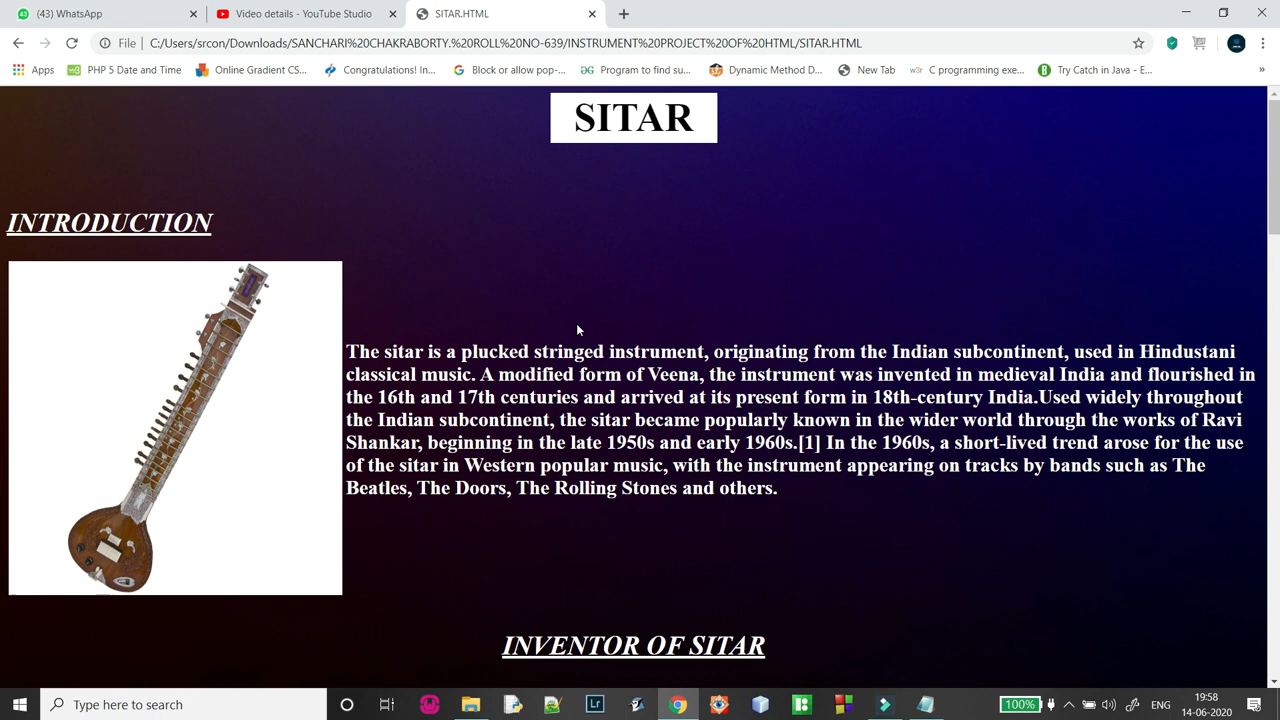 (43) WhatsApp
Video details - YouTube Studio
SITAR.HTML
File
C:/Users/srcon/Downloads/SANCHARI%20CHAKRABORTY.%20ROLL%20NO_639/INSTRUMENT%20PROJECT%20OF%20HTML/SITAR.HTML
Apps
PHP 5 Date and Time
Online Gradient CS...
Congratulations! In...
Block or allow pop-...
Program to find su...
Dynamic Method D...
New Tab
C programming exe...
Try Catch in Java - E...
»
SITAR
INTRODUCTION
The sitar is a plucked stringed instrument, originating from the Indian subcontinent, used in Hindustani
classical music. A modified form of Veena, the instrument was invented in medieval India and flourished in
the 16th and 17th centuries and arrived at its present form in 18th-century India.Used widely throughout
the Indian subcontinent, the sitar became popularly known in the wider world through the works of Ravi
Shankar, beginning in the late 1950s and early 1960s.[1] In the 1960s, a short-lived trend arose for the use
of the sitar in Western popular music, with the instrument appearing on tracks by bands such as The
Beatles, The Doors, The Rolling Stones and others.
INVENTOR OF SITAR
Type here to search
Lr
100%
ENG
19:58
14-06-2020